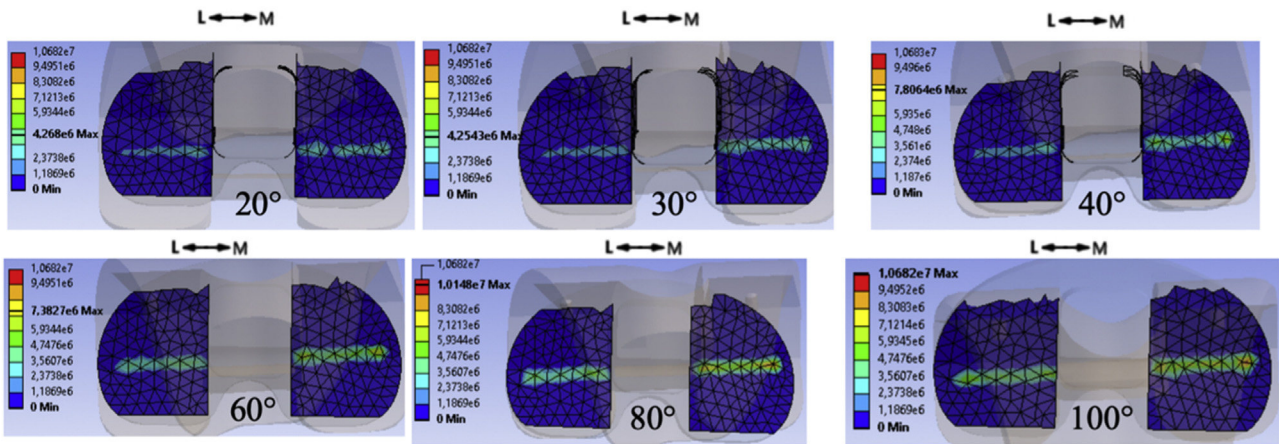 L M
L M
L M
1,0682e7
9,4951e6
8,3082e6
7,1213e6
5,9344e6
4,268e6 Max
2,3738e6
1,1869e6
0 Min
20°
1,0682e7
9,4951e6
8,3082e6
7,1213e6
5,9344e6
4,2543e6 Max
2,3738e6
1,1869e6
0 Min
30°
1,0683e7
9,496e6
7,8064e6 Max
5,935e6
4,748e6
3,561e6
2,374e6
1,187e6
0 Min
40°
L M
L M
L M
1,0682e7
9,4951e6
7,3827e6 Max
5,9344e6
4,7476e6
3,5607e6
2,3738e6
1,1869e6
0 Min
60°
1,0682e7
1,0148e7 Max
8,3082e6
7,1213e6
5,9344e6
4,7476e6
3,5607e6
2,3738e6
1,1869e6
0 Min
80°
1,0682e7 Max
9,4952e6
8,3083e6
7,1214e6
5,9345e6
4,7476e6
3,5607e6
2,3738e6
1,1869e6
0 Min
100°